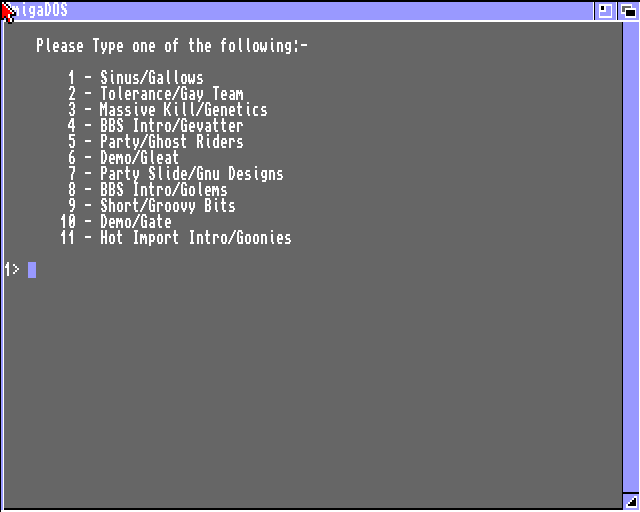 migaDOS
Please Type one of the following:-
1 - Sinus/Gallows
2 - Tolerance/Gay Team
3 - Massive Kill/Genetics
4 - BBS Intro/Gevatter
5 - Party/Ghost Riders
6 - Demo/Gleat
7 - Party Slide/Gnu Designs
8 - BBS Intro/Golems
9 - Short/Groovy Bits
10 - Demo/Gate
11 - Hot Import Intro/Goonies
1>